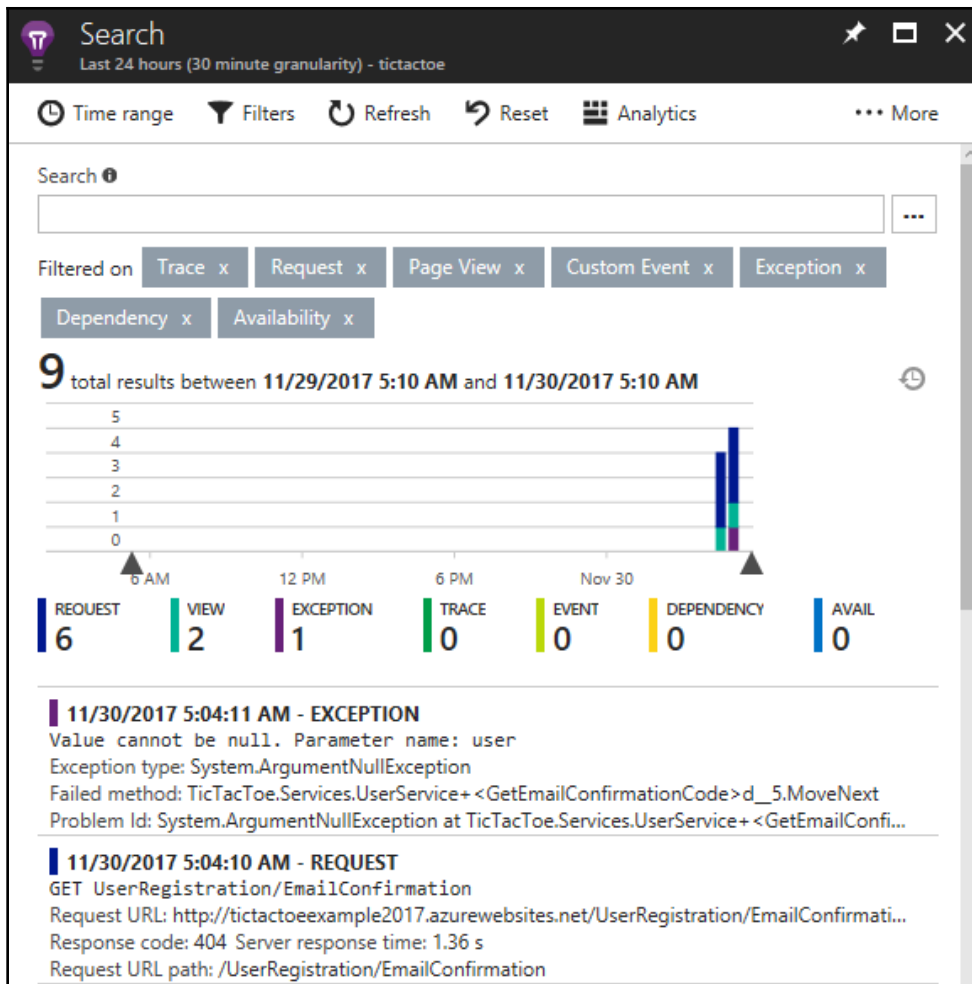 Search
Last 24 hours (30 minute granularity) - tictactoe
Time range Filters Refresh Reset Analytics ··· More
Search
...
Filtered on Trace x Request x Page View x Custom Event x Exception x
Dependency x Availability x
9 total results between 11/29/2017 5:10 AM and 11/30/2017 5:10 AM
5
4
3
2
1
0
6 AM 12 PM 6 PM Nov 30
REQUEST VIEW EXCEPTION TRACE EVENT DEPENDENCY AVAIL
6 2 1 0 0 0 0
11/30/2017 5:04:11 AM - EXCEPTION
Value cannot be null. Parameter name: user
Exception type: System.ArgumentNullException
Failed method: TicTacToe.Services.UserService+<GetEmailConfirmationCode>d__5.MoveNext
Problem Id: System.ArgumentNullException at TicTacToe.Services.UserService+<GetEmailConfi...
11/30/2017 5:04:10 AM - REQUEST
GET UserRegistration/EmailConfirmation
Request URL: http://tictactoeexample2017.azurewebsites.net/UserRegistration/EmailConfirmati...
Response code: 404 Server response time: 1.36 s
Request URL path: /UserRegistration/EmailConfirmation